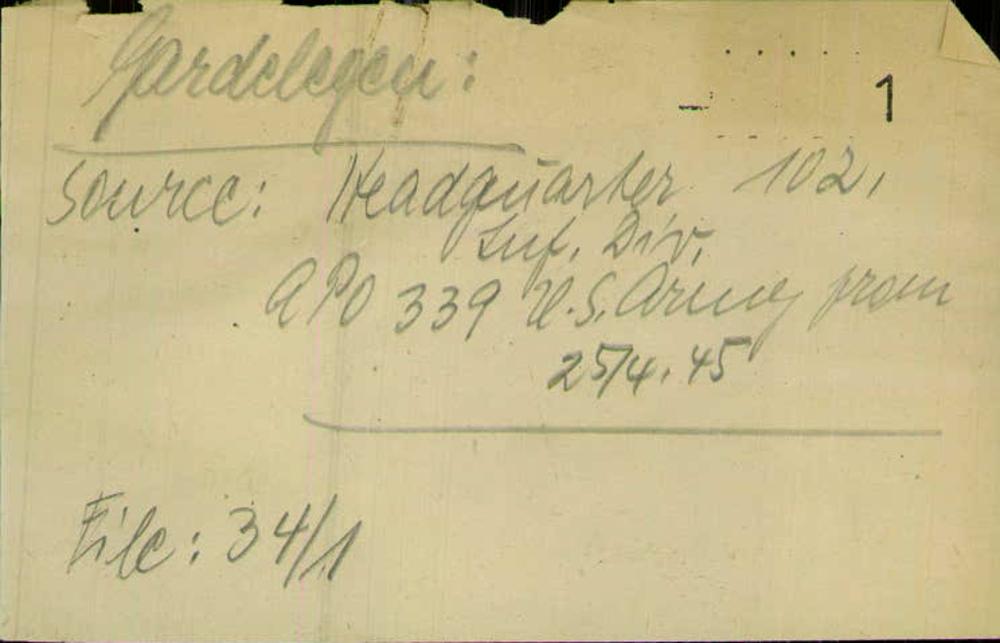 Gardelegen:
- 1
Source: Headquarter 102,
Inf. Div.
APO 339 U.S. Army from
25/4.45
File: 34/1